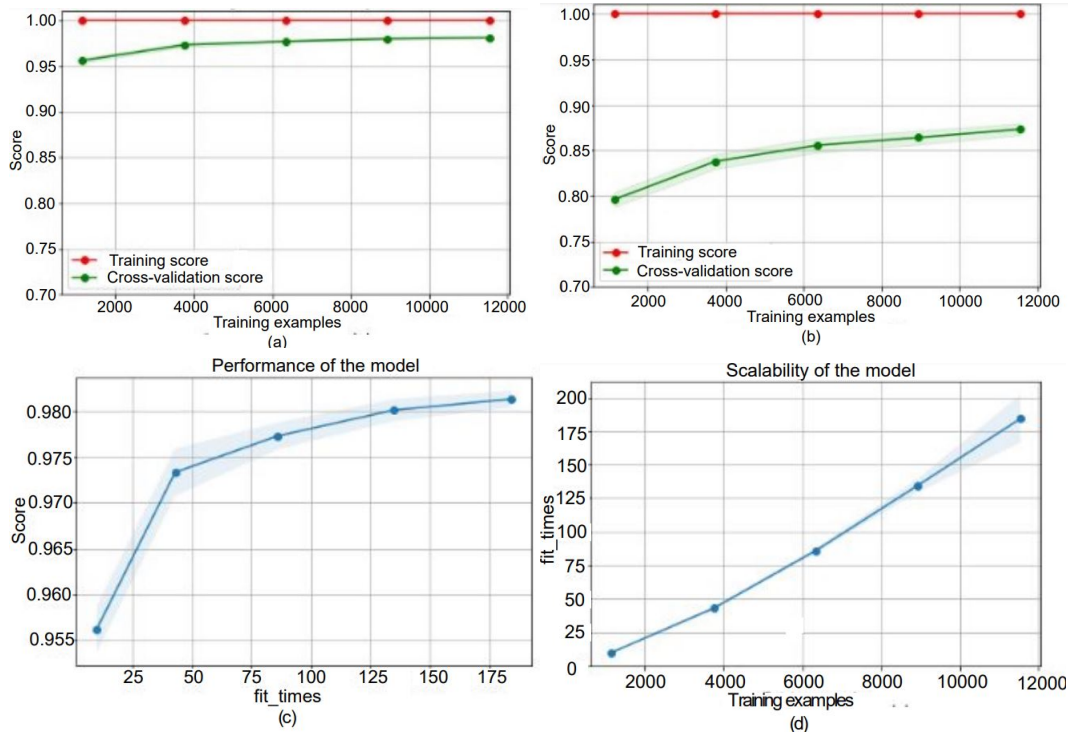 1.00
0.95
0.90
0.85
0.80
0.75
0.70
Score
Training score
Cross-validation score
2000 4000 6000 8000 10000 12000
Training examples
(a)
1.00
0.95
0.90
0.85
0.80
0.75
0.70
Score
Training score
Cross-validation score
2000 4000 6000 8000 10000 12000
Training examples
(b)
Performance of the model
0.980
0.975
0.970
0.965
0.960
0.955
Score
25 50 75 100 125 150 175
fit_times
(c)
Scalability of the model
200
175
150
125
100
75
50
25
0
fit_times
2000 4000 6000 8000 10000 12000
Training examples
(d)